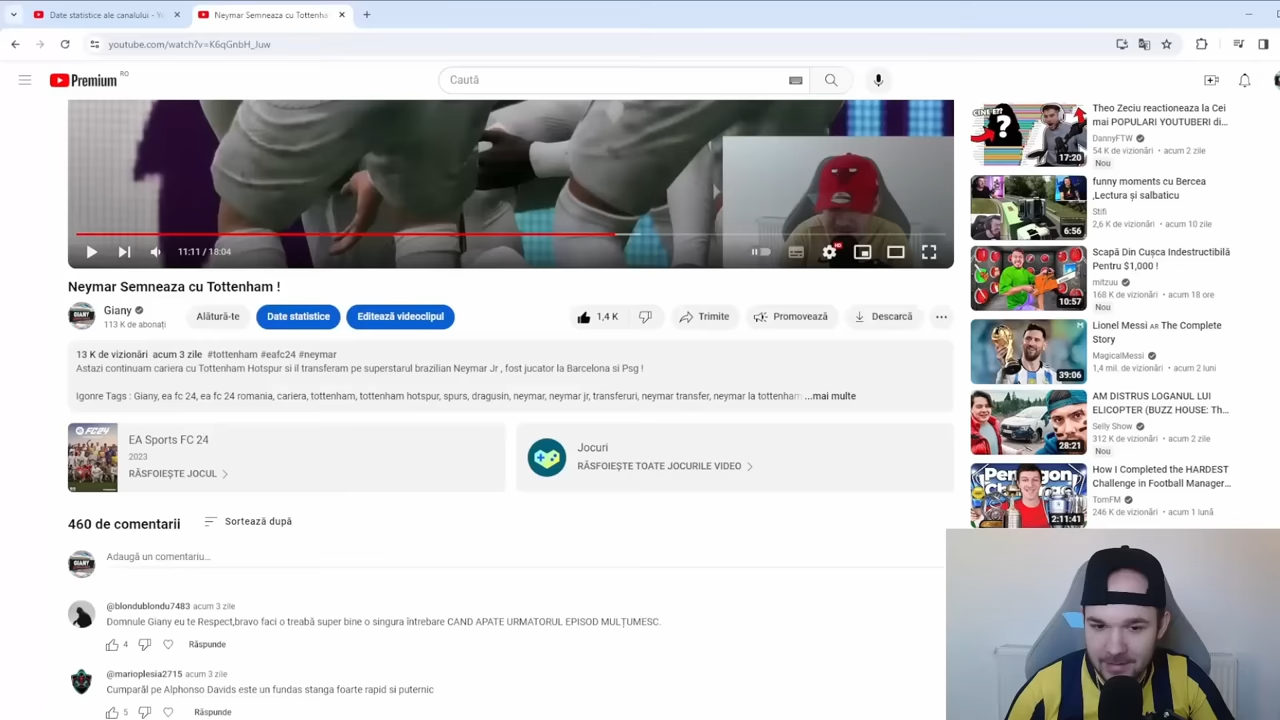 Date statistice ale canalului - Y
Neymar Semneaza cu Tottenha
youtube.com/watch?v=K6qGnbH_Juw
Premium RO
Caută
11:11 / 18:04
HD
Neymar Semneaza cu Tottenham !
Giany
113 K de abonați
Alătură-te
Date statistice
Editează videoclipul
1,4 K
Trimite
Promovează
Descarcă
13 K de vizionări acum 3 zile #tottenham #eafc24 #neymar
Astazi continuam cariera cu Tottenham Hotspur si il transferam pe superstarul brazilian Neymar Jr , fost jucator la Barcelona si Psg !
Igonre Tags : Giany, ea fc 24, ea fc 24 romania, cariera, tottenham, tottenham hotspur, spurs, dragusin, neymar, neymar jr, transferuri, neymar transfer, neymar la tottenham ...mai multe
FC24
EA Sports FC 24
2023
RĂSFOIEȘTE JOCUL
Jocuri
RĂSFOIEȘTE TOATE JOCURILE VIDEO
460 de comentarii
Sortează după
GIANY
Adaugă un comentariu...
@blondublondu7483 acum 3 zile
Domnule Giany eu te Respect,bravo faci o treabă super bine o singura întrebare CAND APATE URMATORUL EPISOD MULȚUMESC.
4
Răspunde
@marioplesia2715 acum 3 zile
Cumparăl pe Alphonso Davids este un fundas stanga foarte rapid si puternic
5
Răspunde
CINE E??
17:20
Theo Zeciu reactioneaza la Cei
mai POPULARI YOUTUBERI di...
DannyFTW
54 K de vizionări • acum 2 zile
Nou
6:56
funny moments cu Bercea
,Lectura și salbaticu
Stifi
2,6 K de vizionări • acum 10 zile
10:57
Scapă Din Cușca Indestructibilă
Pentru $1,000 !
mitzuu
168 K de vizionări • acum 18 ore
Nou
39:06
Lionel Messi AR The Complete
Story
MagicalMessi
1,4 mil. de vizionări • acum 2 luni
28:21
AM DISTRUS LOGANUL LUI
ELICOPTER (BUZZ HOUSE: Th...
Selly Show
312 K de vizionări • acum 2 zile
Nou
Pentagon
Challenge
2:11:41
How I Completed the HARDEST
Challenge in Football Manager...
TomFM
246 K de vizionări • acum 1 lună